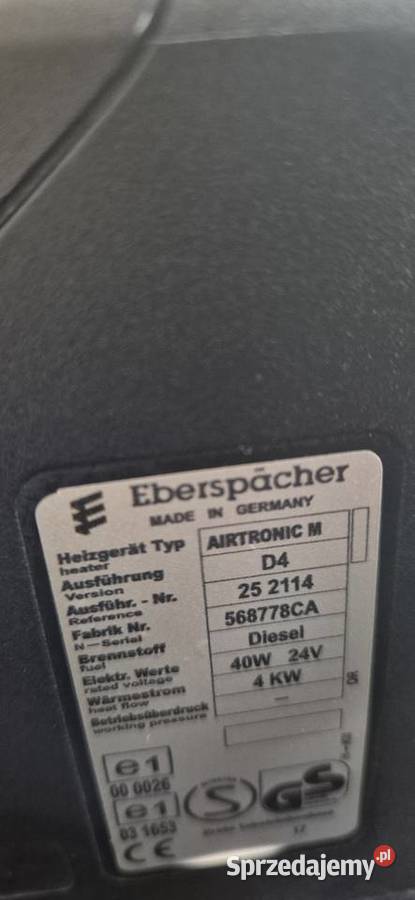 Eberspächer
MADE IN GERMANY
Heizgerät Typ AIRTRONIC M
heater
Ausführung D4
Version
Ausführ. - Nr. 25 2114
Reference
Fabrik Nr. 568778CA
N-Serial
Brennstoff Diesel
fuel
Elektr. Werte 40W 24V
rated voltage
Wärmestrom 4 KW
heat flow
Betriebsüberdruck —
working pressure
e1
00 0026
e1
03 1653
CE
S
GS
Sprzedajemy.pl